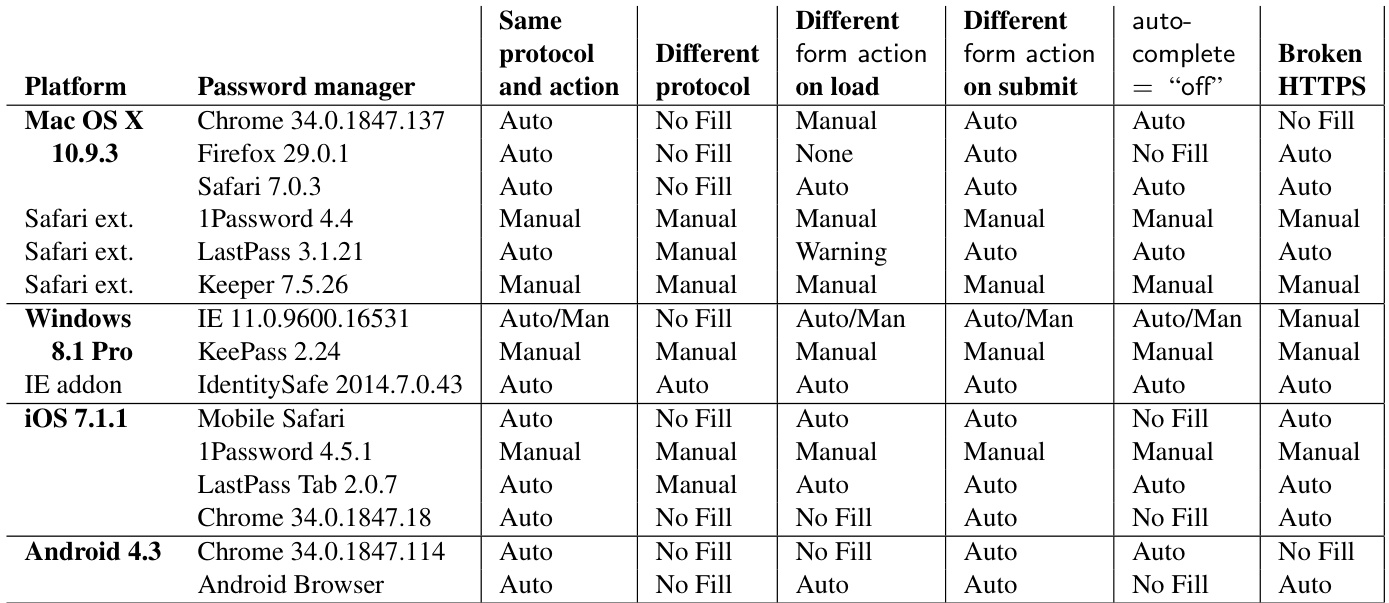 Same Different Different auto-
protocol Different form action form action complete Broken
Platform Password manager and action protocol on load on submit = “off” HTTPS
Mac OS X Chrome 34.0.1847.137 Auto No Fill Manual Auto Auto No Fill
10.9.3 Firefox 29.0.1 Auto No Fill None Auto No Fill Auto
Safari 7.0.3 Auto No Fill Auto Auto Auto Auto
Safari ext. 1Password 4.4 Manual Manual Manual Manual Manual Manual
Safari ext. LastPass 3.1.21 Auto Manual Warning Auto Auto Auto
Safari ext. Keeper 7.5.26 Manual Manual Manual Manual Manual Manual
Windows IE 11.0.9600.16531 Auto/Man No Fill Auto/Man Auto/Man Auto/Man Manual
8.1 Pro KeePass 2.24 Manual Manual Manual Manual Manual Manual
IE addon IdentitySafe 2014.7.0.43 Auto Auto Auto Auto Auto Auto
iOS 7.1.1 Mobile Safari Auto No Fill Auto Auto No Fill Auto
1Password 4.5.1 Manual Manual Manual Manual Manual Manual
LastPass Tab 2.0.7 Auto Manual Auto Auto Auto Auto
Chrome 34.0.1847.18 Auto No Fill No Fill Auto No Fill Auto
Android 4.3 Chrome 34.0.1847.114 Auto No Fill No Fill Auto Auto No Fill
Android Browser Auto No Fill Auto Auto No Fill Auto